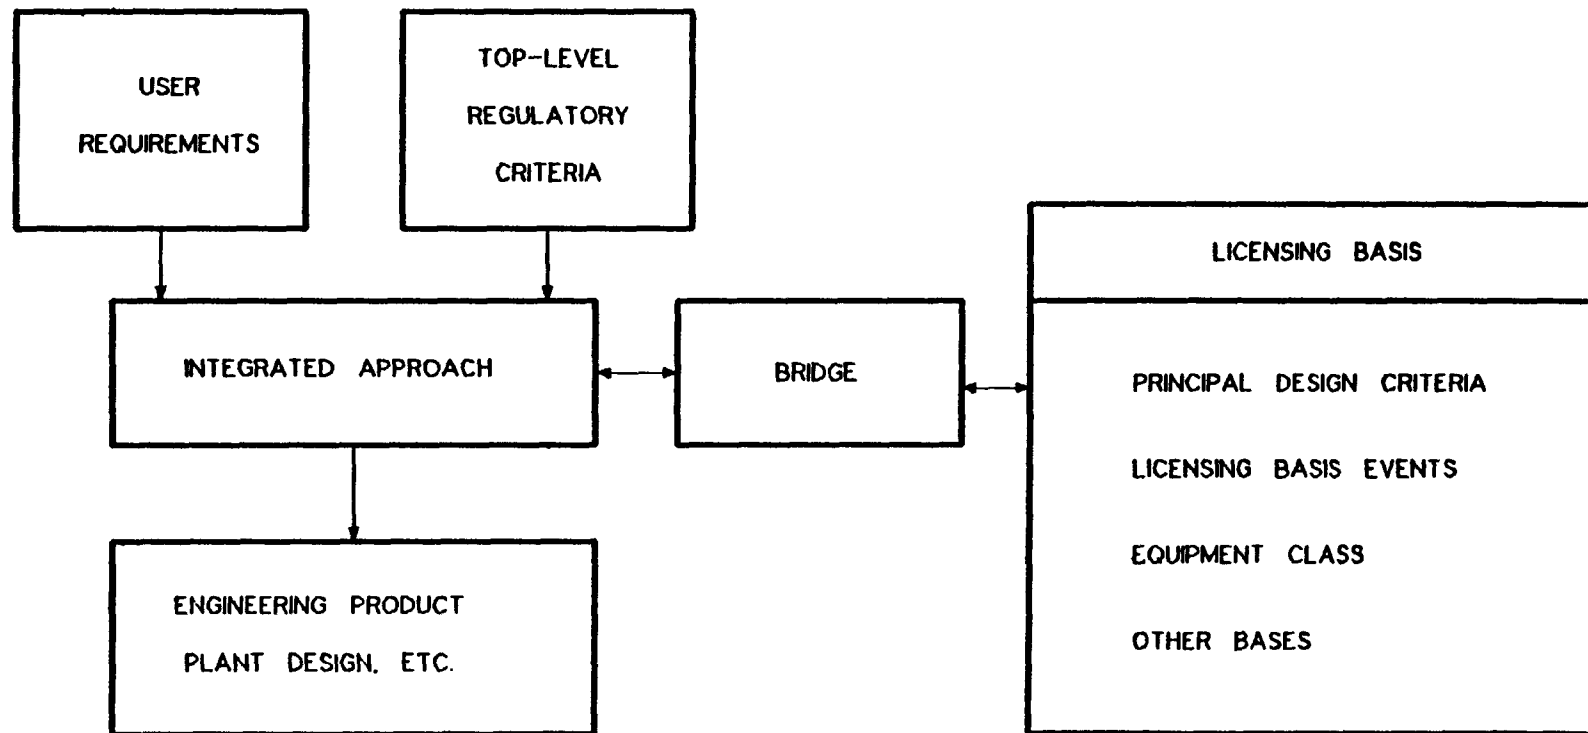 USER
REQUIREMENTS
TOP-LEVEL
REGULATORY
CRITERIA
INTEGRATED APPROACH
BRIDGE
LICENSING BASIS
PRINCIPAL DESIGN CRITERIA
LICENSING BASIS EVENTS
EQUIPMENT CLASS
OTHER BASES
ENGINEERING PRODUCT
PLANT DESIGN, ETC.